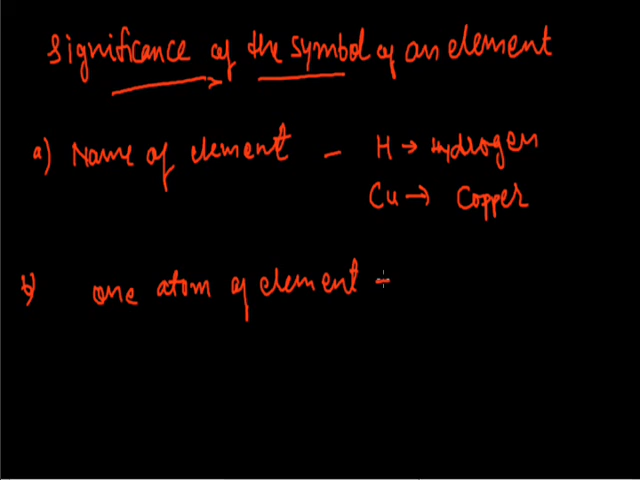 Significance of the symbol of an element
a) Name of element - H → Hydrogen
Cu → Copper
b) one atom of element -